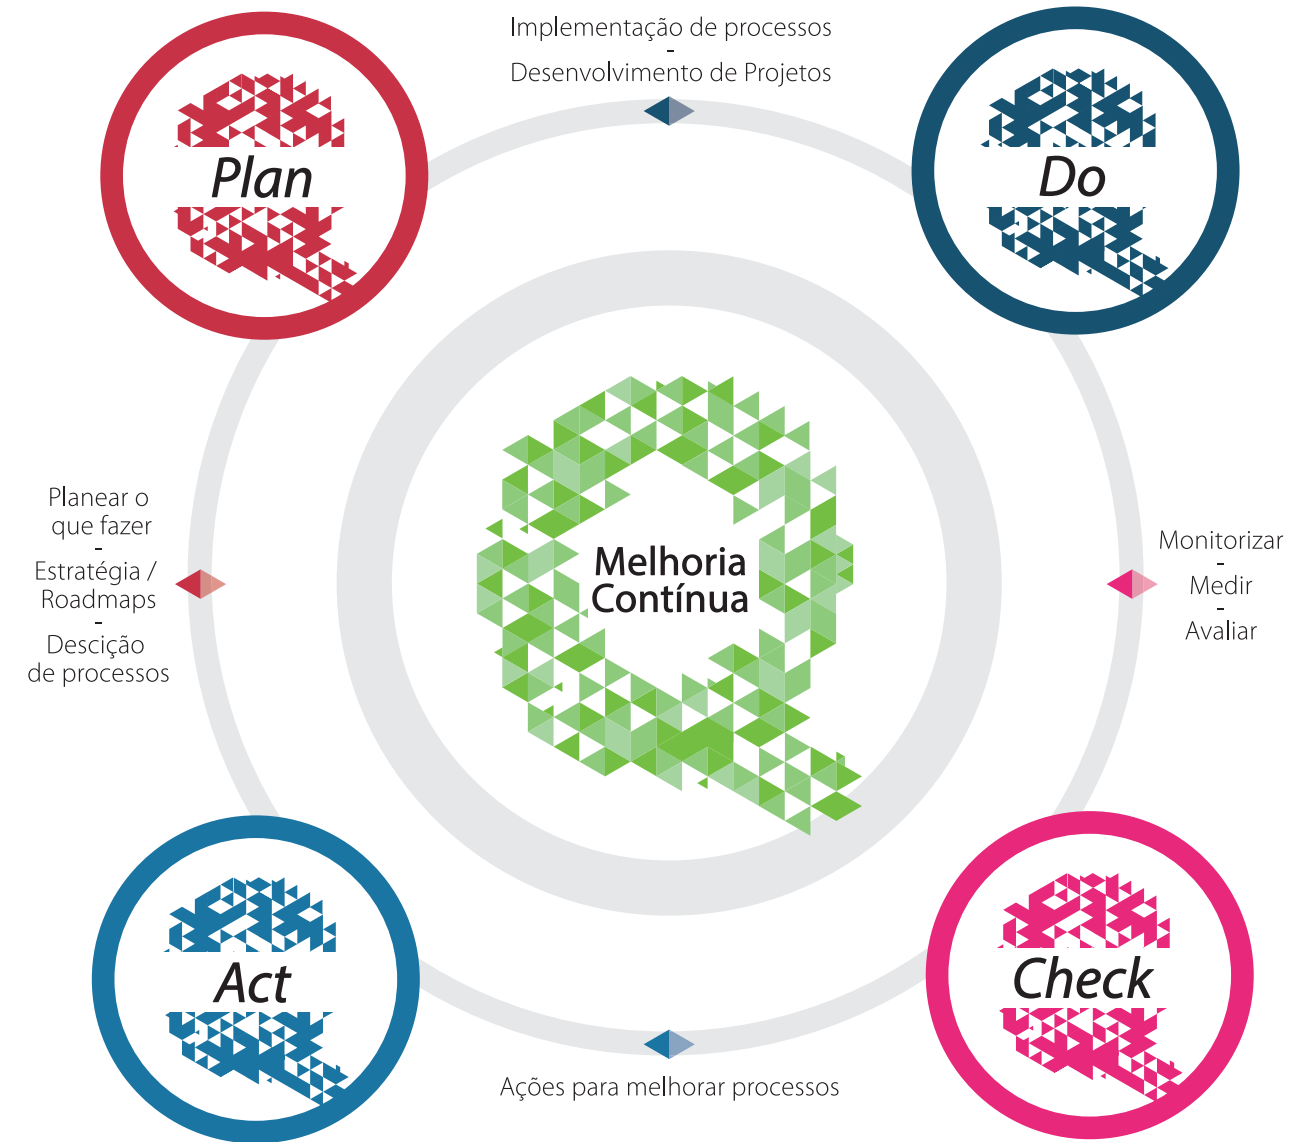 Implementação de processos
-
Desenvolvimento de Projetos
Plan
Do
Planear o
que fazer
-
Estratégia /
Roadmaps
-
Descição
de processos
Melhoria
Contínua
Monitorizar
-
Medir
-
Avaliar
Act
Check
Ações para melhorar processos